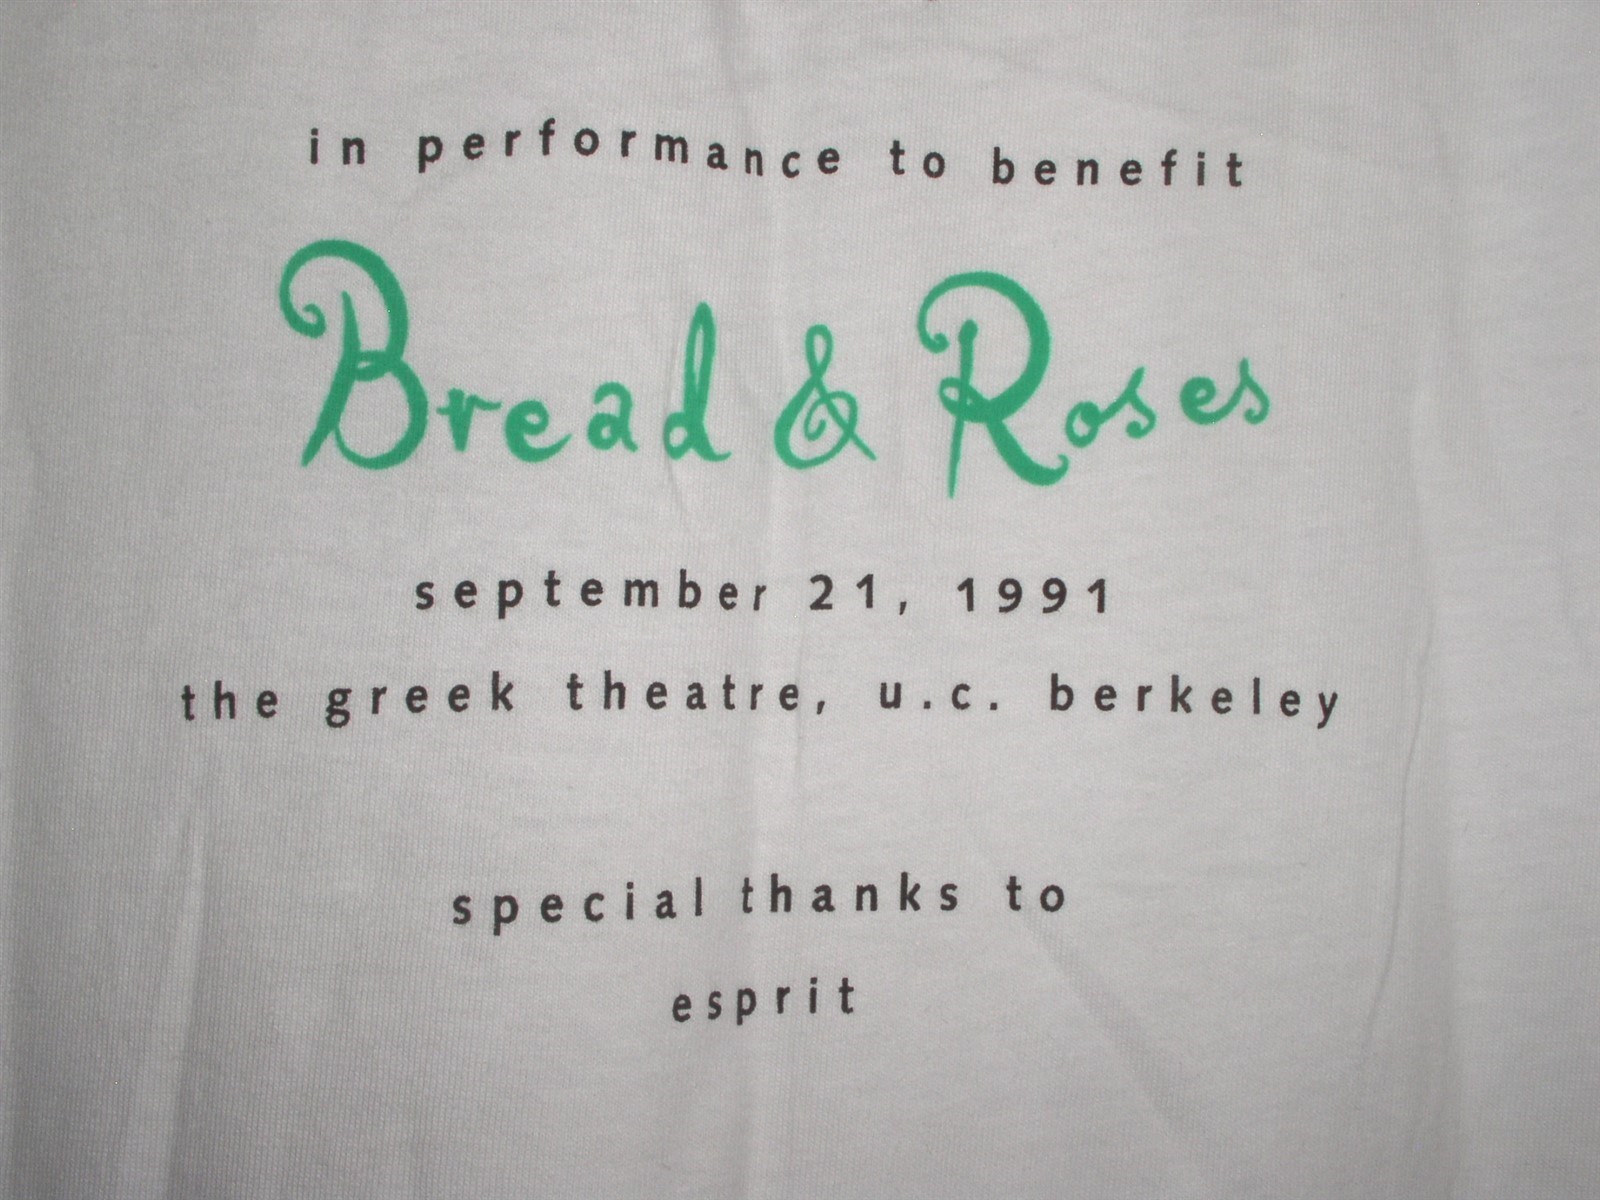 in performance to benefit
Bread & Roses
september 21, 1991
the greek theatre, u.c. berkeley
special thanks to
esprit